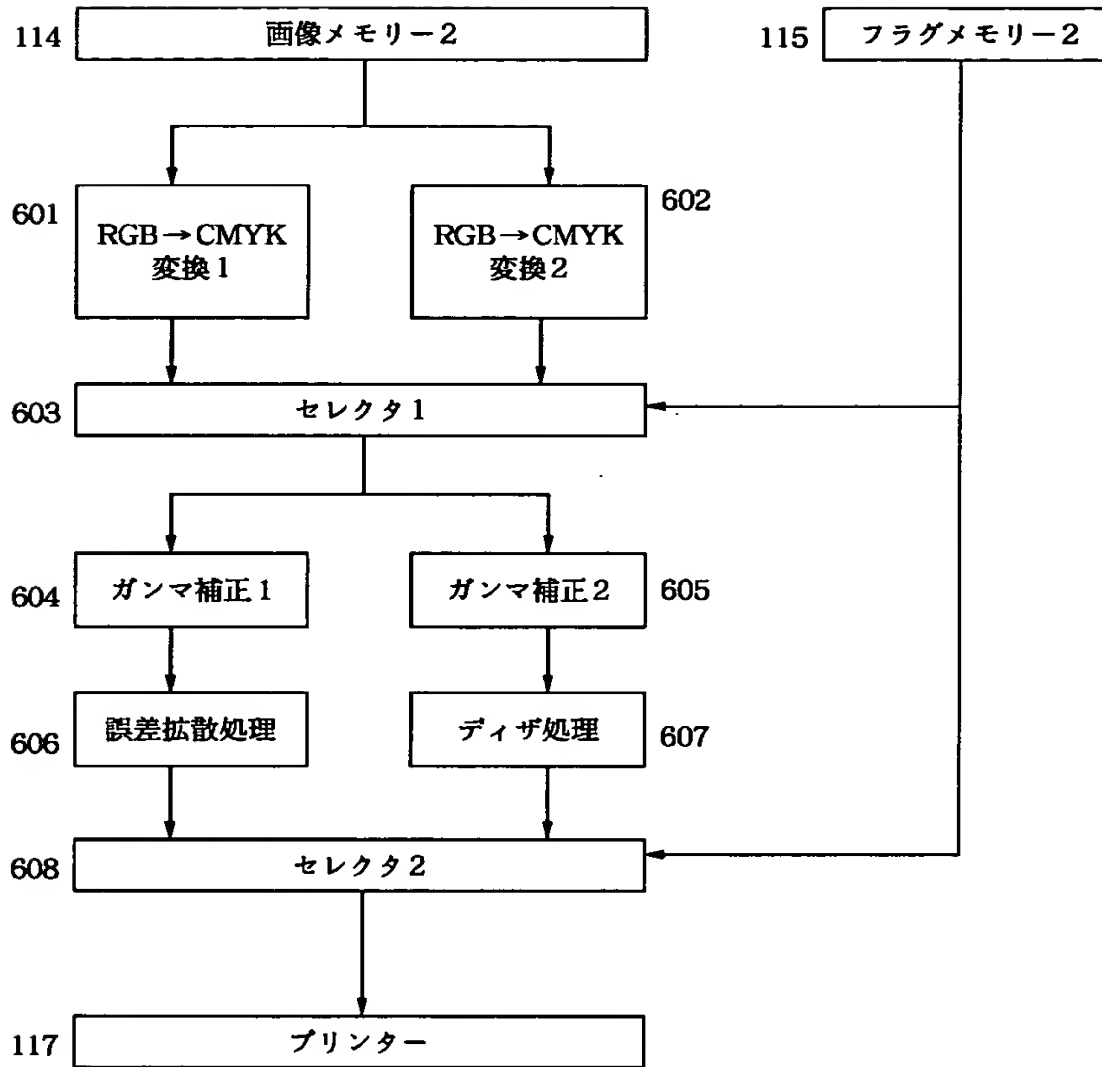 114 画像メモリー2 115 フラグメモリー2
601 RGB→CMYK 変換1
RGB→CMYK 変換2 602
603 セレクタ1
604 ガンマ補正1 ガンマ補正2 605
606 誤差拡散処理 ディザ処理 607
608 セレクタ2
117 プリンター